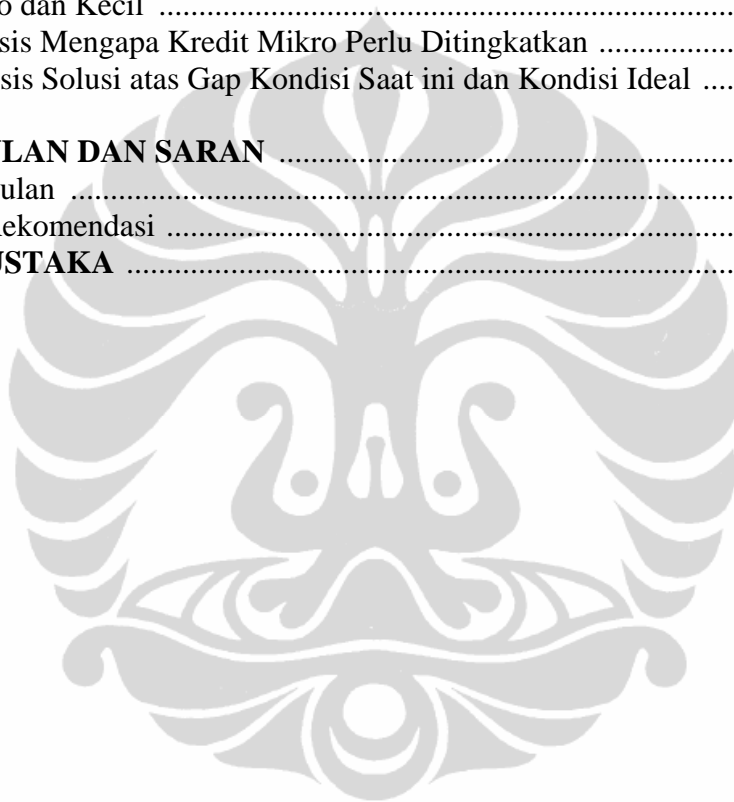 o dan Kecil ....................................................................................
sis Mengapa Kredit Mikro Perlu Ditingkatkan ...................
sis Solusi atas Gap Kondisi Saat ini dan Kondisi Ideal ....
LAN DAN SARAN ................................................................
ulan ................................................................................................
ekomendasi ...................................................................................
USTAKA ........................................................................................